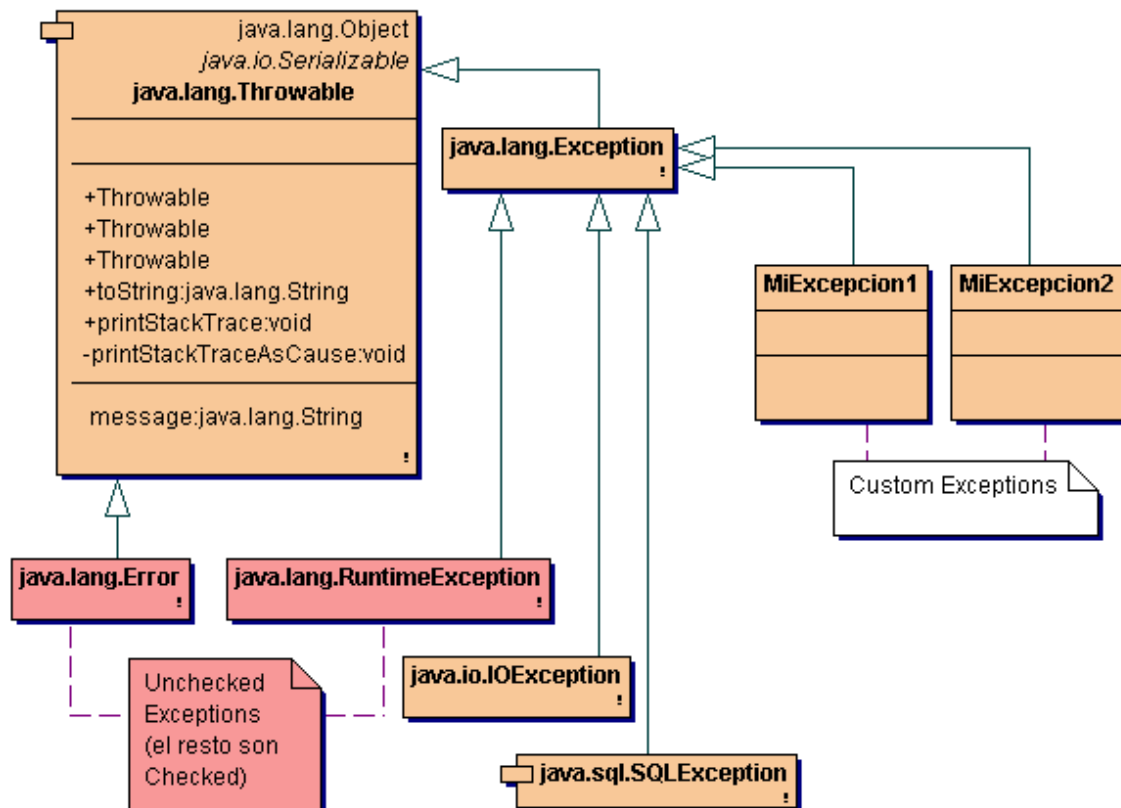 java.lang.Object
java.io.Serializable
java.lang.Throwable
+Throwable
+Throwable
+Throwable
+toString:java.lang.String
+printStackTrace:void
-printStackTraceAsCause:void
message:java.lang.String
!
java.lang.Exception
!
MiExcepcion1
MiExcepcion2
Custom Exceptions
java.lang.Error
!
java.lang.RuntimeException
!
Unchecked
Exceptions
(el resto son
Checked)
java.io.IOException
!
java.sql.SQLException
!